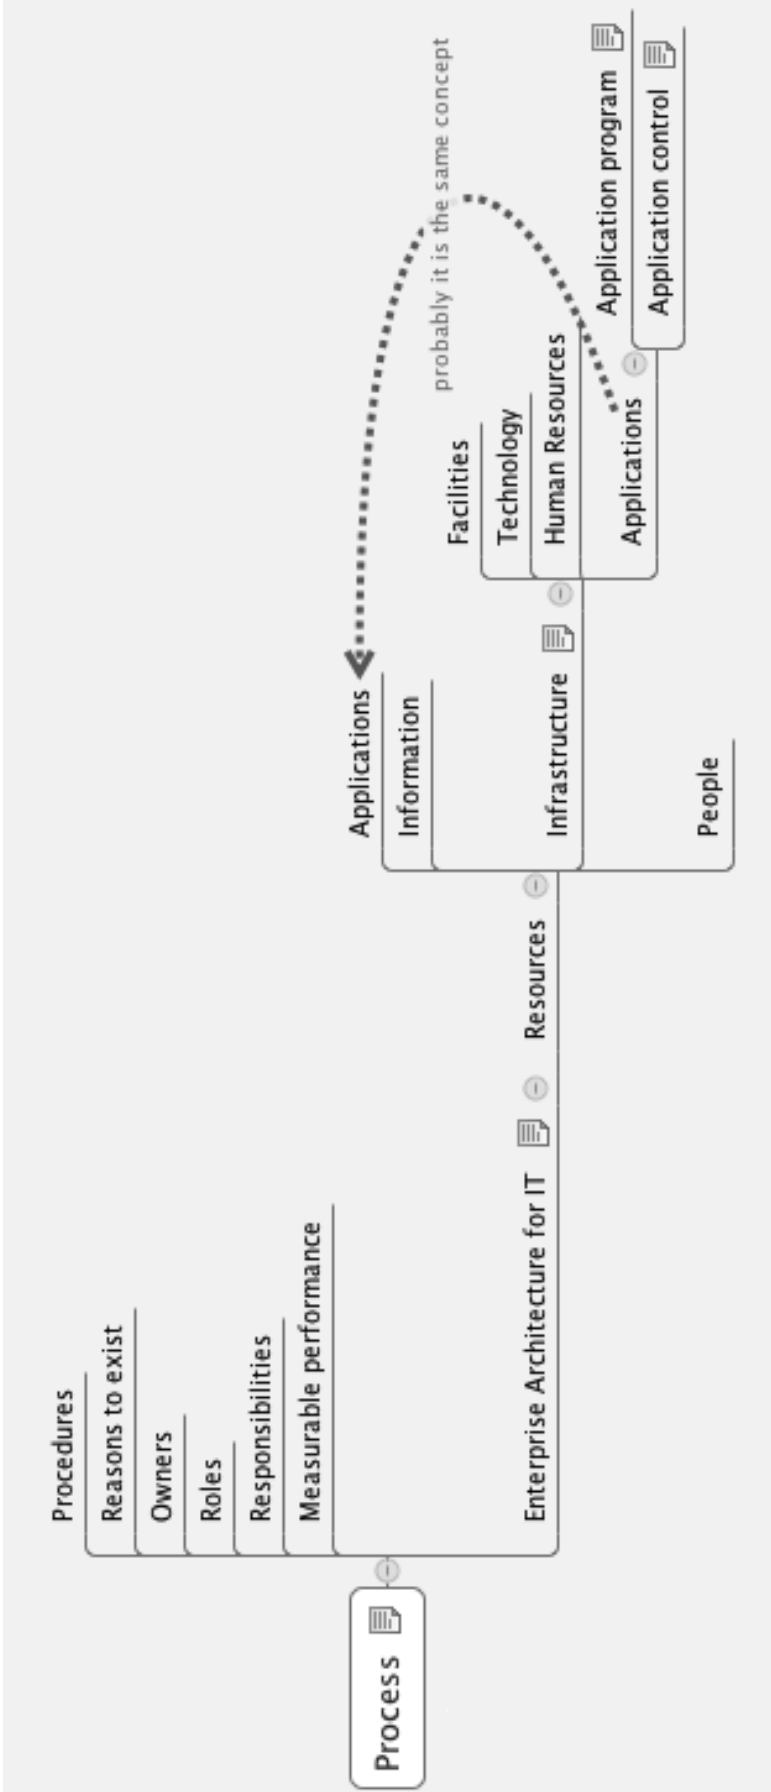 Process
Procedures
Reasons to exist
Owners
Roles
Responsibilities
Measurable performance
Enterprise Architecture for IT
Resources
Applications
Information
Infrastructure
Facilities
Technology
Human Resources
Applications
Application program
Application control
People
probably it is the same concept